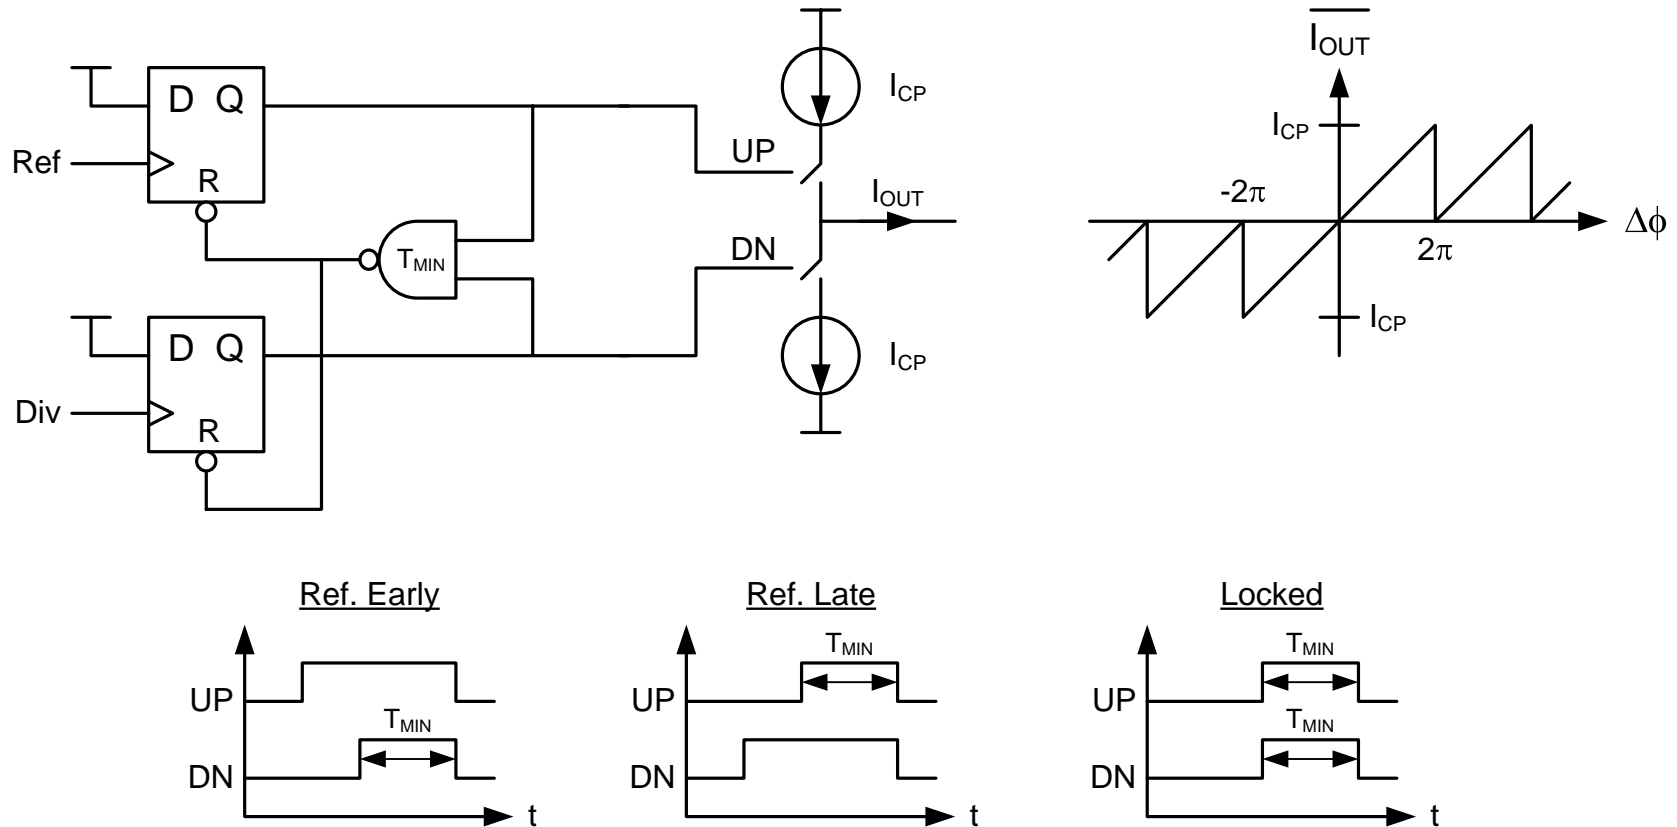 D Q
Ref
R
T_MIN
D Q
Div
R
UP
DN
I_CP
I_OUT
I_CP
I_OUT
I_CP
-2π
2π
Δϕ
I_CP
Ref. Early
UP
T_MIN
DN
t
Ref. Late
T_MIN
UP
DN
t
Locked
T_MIN
UP
T_MIN
DN
t